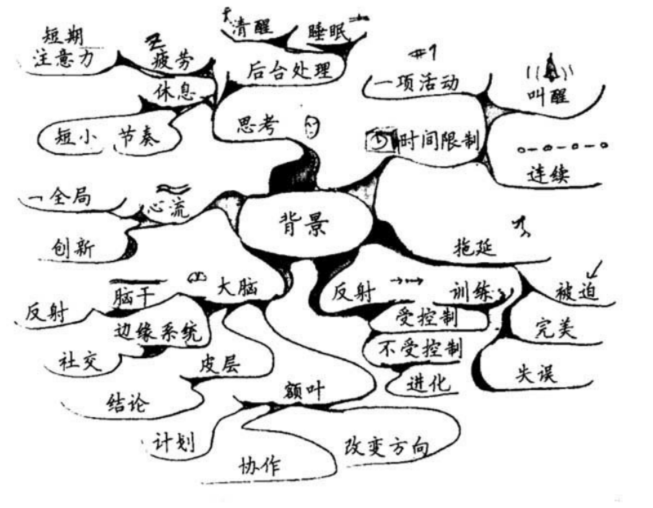 短期
注意力
疲劳
休息
短小 节奏
清醒
睡眠
后台处理
思考
#1
一项活动
时间限制
叫醒
连续
全局
心流
创新
背景
拖延
被迫
完美
失误
反射
训练
受控制
不受控制
进化
大脑
脑干
反射
边缘系统
社交
皮层
结论
额叶
计划
协作
改变方向